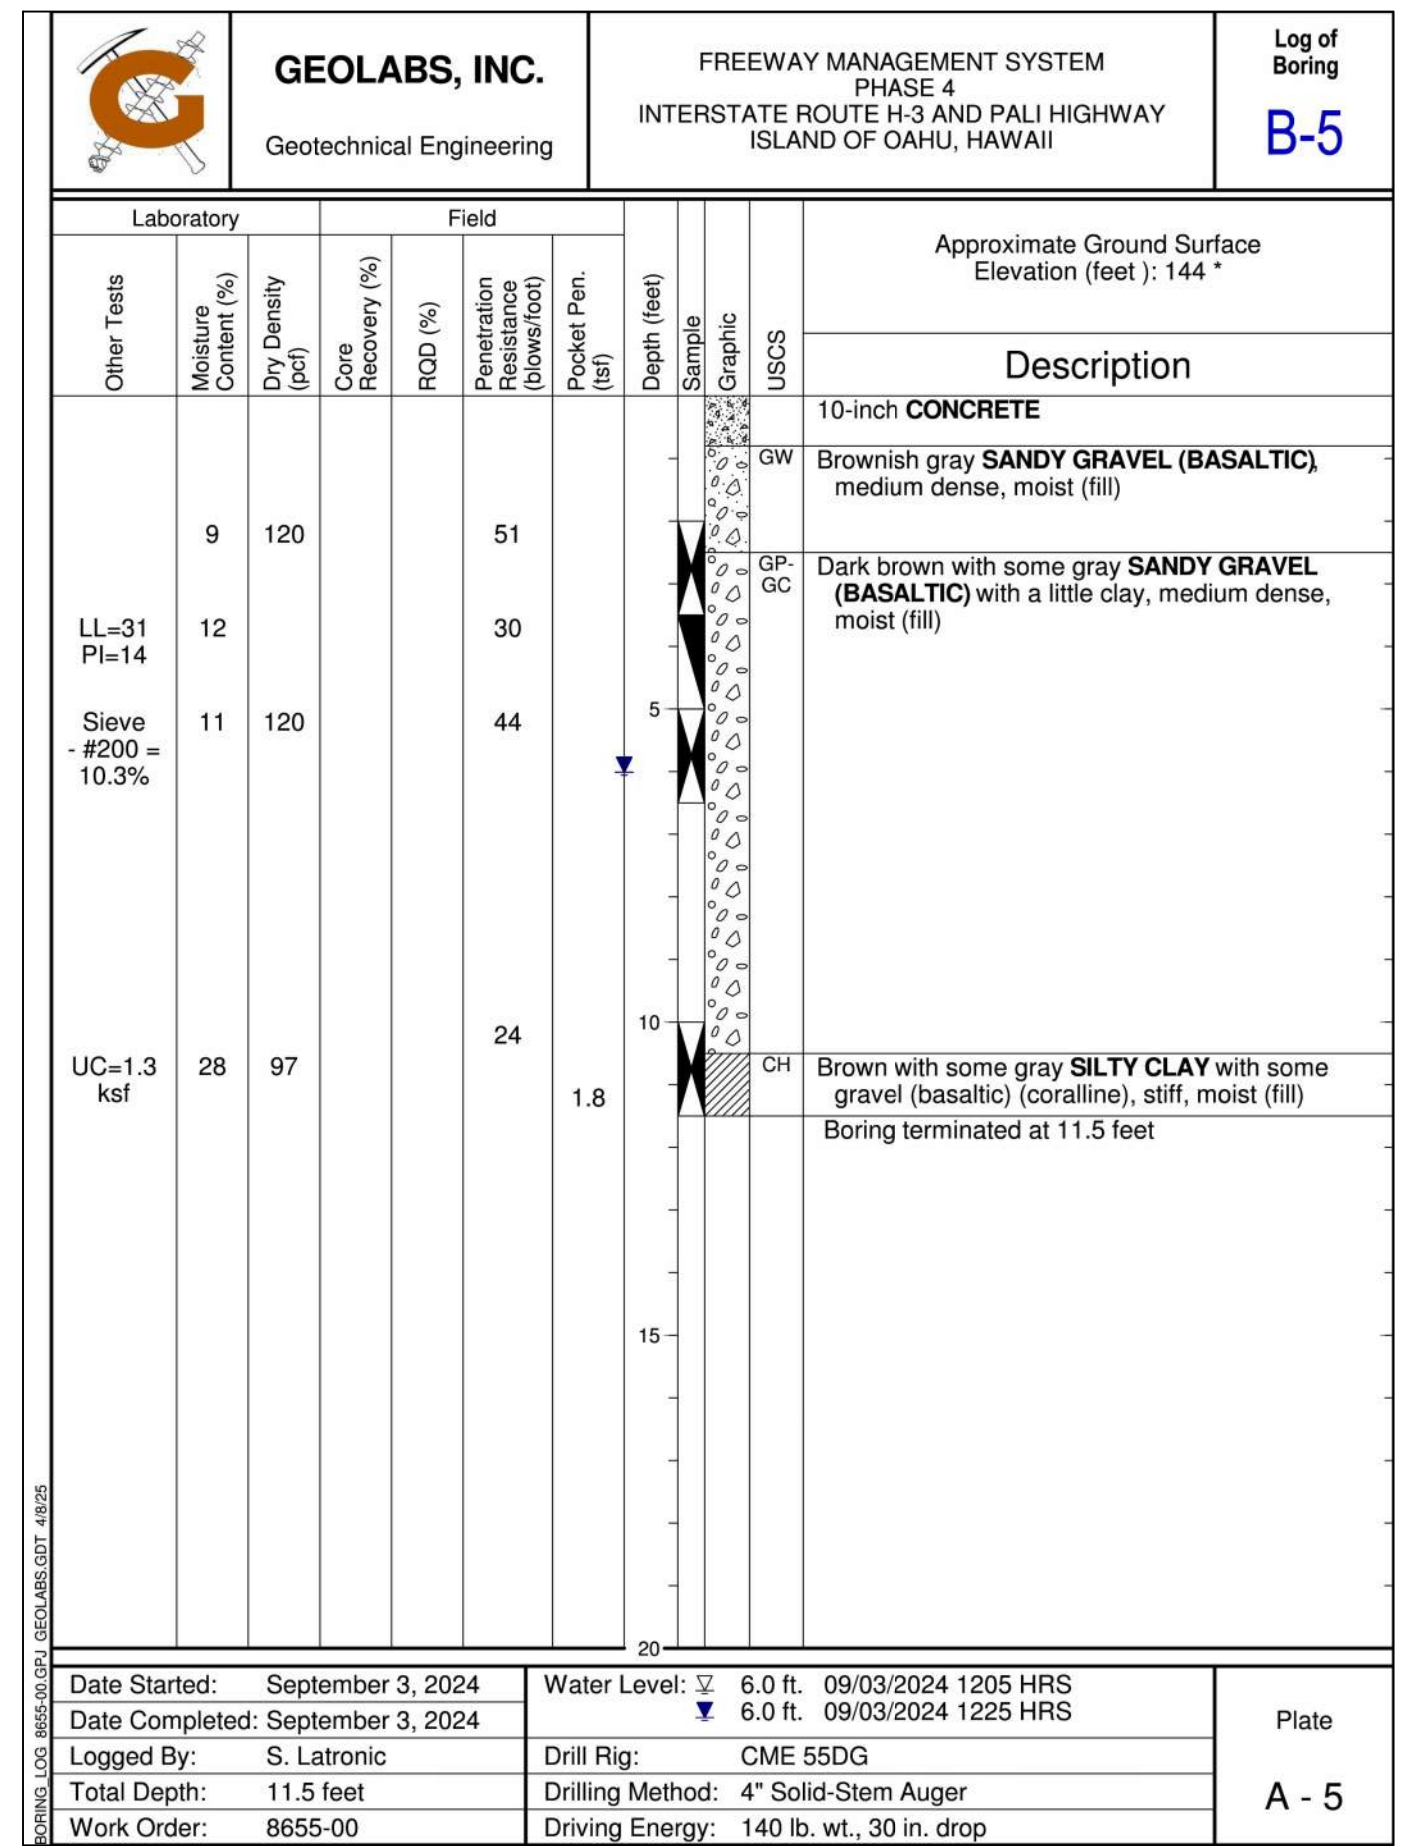 G
GEOLABS, INC.
Geotechnical Engineering
FREEWAY MANAGEMENT SYSTEM
PHASE 4
INTERSTATE ROUTE H-3 AND PALI HIGHWAY
ISLAND OF OAHU, HAWAII
Log of
Boring
B-5
Laboratory
Field
Other Tests
Moisture
Content (%)
Dry Density
(pcf)
Core
Recovery (%)
RQD (%)
Penetration
Resistance
(blows/foot)
Pocket Pen.
(tsf)
Depth (feet)
Sample
Graphic
USCS
Approximate Ground Surface
Elevation (feet ): 144 *
Description
10-inch CONCRETE
GW Brownish gray SANDY GRAVEL (BASALTIC),
medium dense, moist (fill)
9 120 51
GP-
GC
Dark brown with some gray SANDY GRAVEL
(BASALTIC) with a little clay, medium dense,
moist (fill)
LL=31 12 30
PI=14
5
Sieve 11 120 44
- #200 =
10.3%
10
24
UC=1.3 28 97
ksf
1.8
CH Brown with some gray SILTY CLAY with some
gravel (basaltic) (coralline), stiff, moist (fill)
Boring terminated at 11.5 feet
15
20
BORING_LOG 8655-00.GPJ GEOLABS.GDT 4/8/25
Date Started: September 3, 2024
Date Completed: September 3, 2024
Logged By: S. Latronic
Total Depth: 11.5 feet
Work Order: 8655-00
Water Level: 6.0 ft. 09/03/2024 1205 HRS
6.0 ft. 09/03/2024 1225 HRS
Drill Rig: CME 55DG
Drilling Method: 4" Solid-Stem Auger
Driving Energy: 140 lb. wt., 30 in. drop
Plate
A - 5